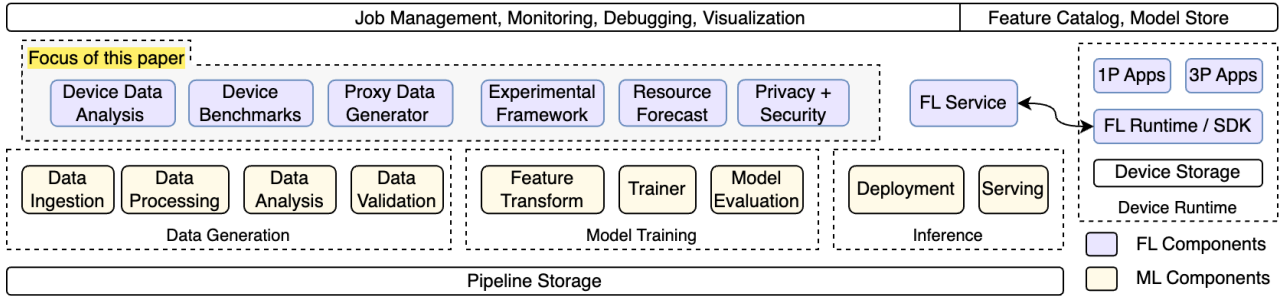 Job Management, Monitoring, Debugging, Visualization
Feature Catalog, Model Store
Focus of this paper
Device Data
Analysis
Device
Benchmarks
Proxy Data
Generator
Experimental
Framework
Resource
Forecast
Privacy +
Security
FL Service
1P Apps
3P Apps
FL Runtime / SDK
Device Storage
Device Runtime
Data
Ingestion
Data
Processing
Data
Analysis
Data
Validation
Data Generation
Feature
Transform
Trainer
Model
Evaluation
Model Training
Deployment
Serving
Inference
FL Components
ML Components
Pipeline Storage